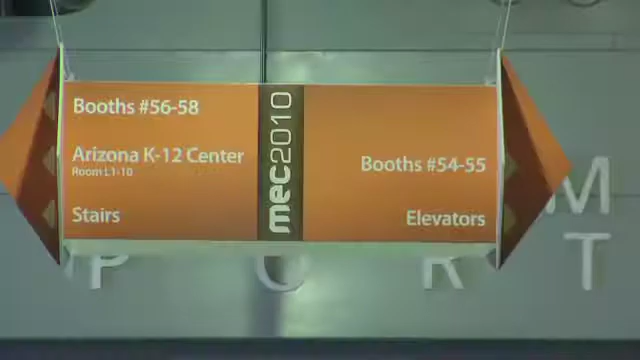 Booths #56-58
Arizona K-12 Center
Room L1-10
Stairs
mec2010
Booths #54-55
Elevators
M
P O R T